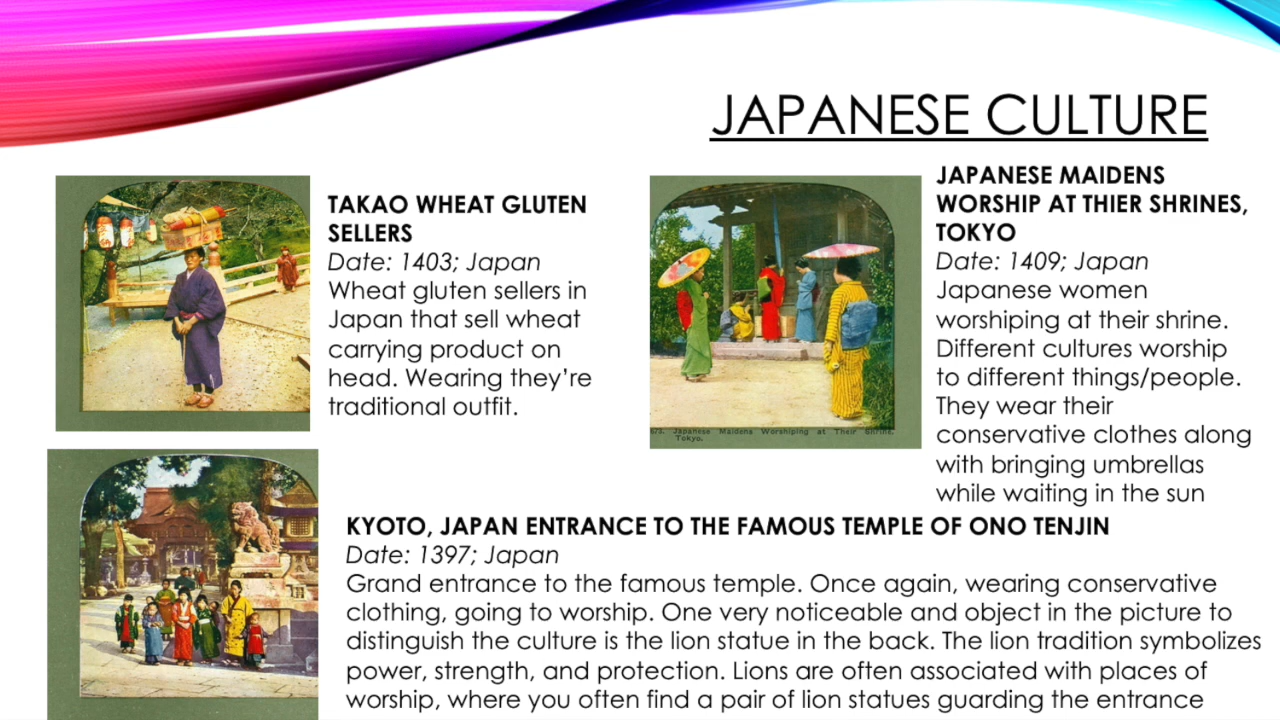 JAPANESE CULTURE
TAKAO WHEAT GLUTEN
SELLERS
Date: 1403; Japan
Wheat gluten sellers in
Japan that sell wheat
carrying product on
head. Wearing they’re
traditional outfit.
JAPANESE MAIDENS
WORSHIP AT THIER SHRINES,
TOKYO
Date: 1409; Japan
Japanese women
worshiping at their shrine.
Different cultures worship
to different things/people.
They wear their
conservative clothes along
with bringing umbrellas
while waiting in the sun
Japanese Maidens Worshiping at Their Shrine.
Tokyo.
KYOTO, JAPAN ENTRANCE TO THE FAMOUS TEMPLE OF ONO TENJIN
Date: 1397; Japan
Grand entrance to the famous temple. Once again, wearing conservative
clothing, going to worship. One very noticeable and object in the picture to
distinguish the culture is the lion statue in the back. The lion tradition symbolizes
power, strength, and protection. Lions are often associated with places of
worship, where you often find a pair of lion statues guarding the entrance